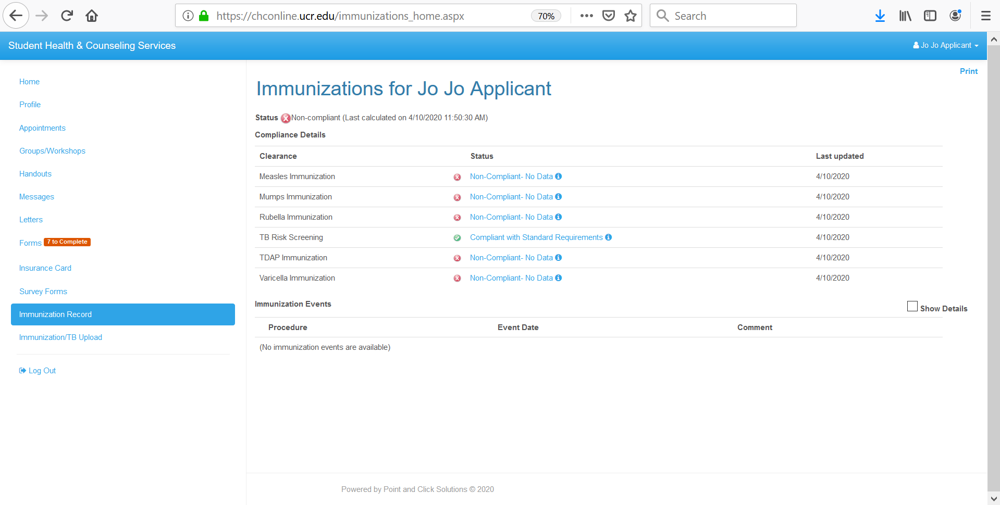 https://chconline.ucr.edu/immunizations_home.aspx
70%
Search
Student Health & Counseling Services
Jo Jo Applicant
Home
Profile
Appointments
Groups/Workshops
Handouts
Messages
Letters
Forms 7 to Complete
Insurance Card
Survey Forms
Immunization Record
Immunization/TB Upload
Log Out
Print
Immunizations for Jo Jo Applicant
Status Non-compliant (Last calculated on 4/10/2020 11:50:30 AM)
Compliance Details
Clearance Status Last updated
Measles Immunization Non-Compliant- No Data 4/10/2020
Mumps Immunization Non-Compliant- No Data 4/10/2020
Rubella Immunization Non-Compliant- No Data 4/10/2020
TB Risk Screening Compliant with Standard Requirements 4/10/2020
TDAP Immunization Non-Compliant- No Data 4/10/2020
Varicella Immunization Non-Compliant- No Data 4/10/2020
Immunization Events
Show Details
Procedure Event Date Comment
(No immunization events are available)
Powered by Point and Click Solutions © 2020